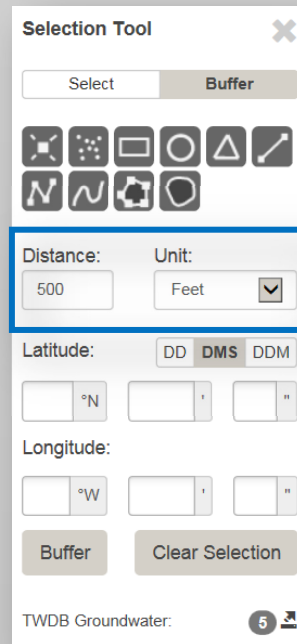 Selection Tool
Select Buffer
Distance: Unit:
500 Feet
Latitude: DD DMS DDM
°N ' "
Longitude:
°W ' "
Buffer Clear Selection
TWDB Groundwater: 5